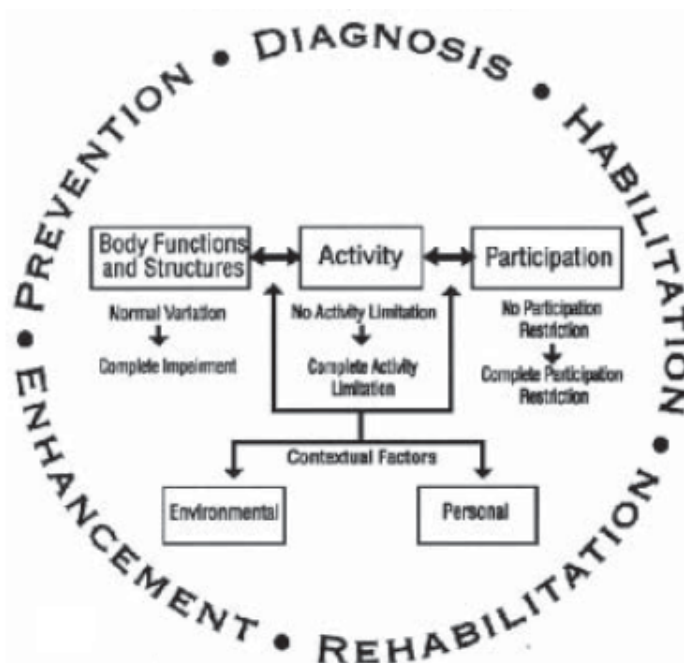 PREVENTION • DIAGNOSIS • HABILITATION • REHABILITATION • ENHANCEMENT •
Body Functions
and Structures
Activity
Participation
Normal Variation
Complete Impairment
No Activity Limitation
Complete Activity
Limitation
No Participation
Restriction
Complete Participation
Restriction
Contextual Factors
Environmental
Personal